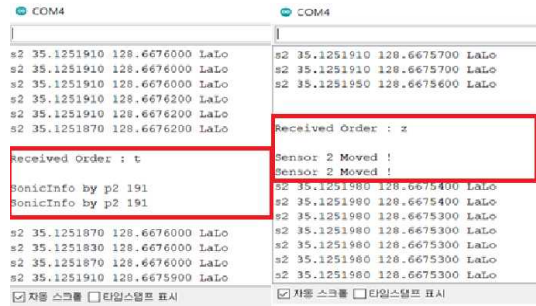 COM4
s2 35.1251910 128.6676000 LaLo
s2 35.1251910 128.6676000 LaLo
s2 35.1251910 128.6676000 LaLo
s2 35.1251910 128.6676200 LaLo
s2 35.1251910 128.6676200 LaLo
s2 35.1251870 128.6676200 LaLo
Received Order : t
SonicInfo by p2 191
SonicInfo by p2 191
s2 35.1251870 128.6676000 LaLo
s2 35.1251830 128.6676000 LaLo
s2 35.1251870 128.6676000 LaLo
s2 35.1251910 128.6675900 LaLo
자동 스크롤 타임스탬프 표시
COM4
s2 35.1251910 128.6675700 LaLo
s2 35.1251910 128.6675700 LaLo
s2 35.1251950 128.6675600 LaLo
Received Order : z
Sensor 2 Moved !
Sensor 2 Moved !
s2 35.1251980 128.6675400 LaLo
s2 35.1251980 128.6675400 LaLo
s2 35.1251980 128.6675300 LaLo
s2 35.1251980 128.6675300 LaLo
s2 35.1251980 128.6675300 LaLo
s2 35.1251980 128.6675300 LaLo
s2 35.1251980 128.6675300 LaLo
자동 스크롤 타임스탬프 표시